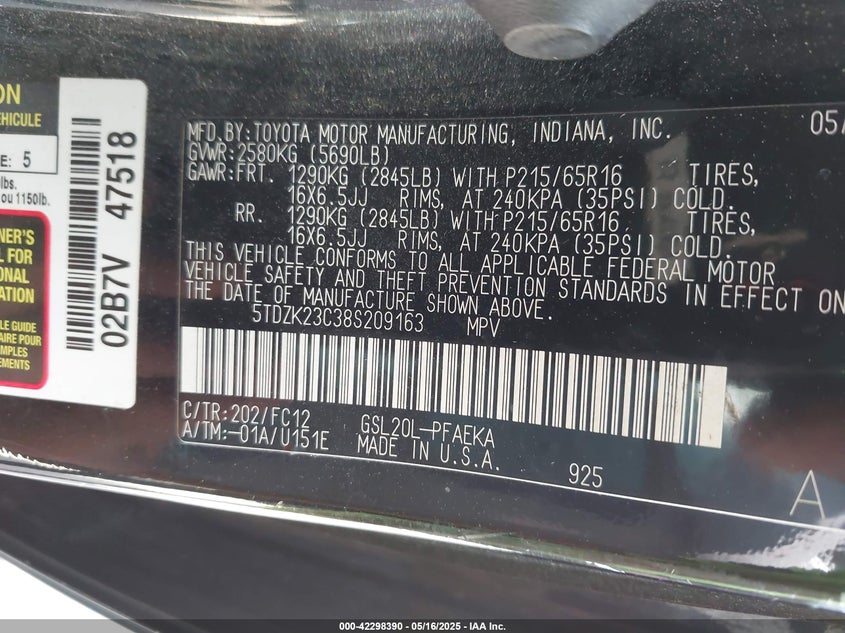 MFD.BY:TOYOTA MOTOR MANUFACTURING, INDIANA, INC. 05/
GVWR:2580KG (5690LB)
GAWR:FRT. 1290KG (2845LB) WITH P215/65R16 TIRES,
16X6.5JJ RIMS, AT 240KPA (35PSI) COLD.
RR. 1290KG (2845LB) WITH P215/65R16 TIRES,
16X6.5JJ RIMS, AT 240KPA (35PSI) COLD.
THIS VEHICLE CONFORMS TO ALL APPLICABLE FEDERAL MOTOR
VEHICLE SAFETY AND THEFT PREVENTION STANDARDS IN EFFECT ON
THE DATE OF MANUFACTURE SHOWN ABOVE.
5TDZK23C38S209163 MPV
C/TR:202/FC12 GSL20L-PFAEKA
A/TM:-01A/U151E MADE IN U.S.A.
925
A
ON
EHICULE
E: 5
lbs.
ou 1150lb.
02B7V 47518
NER'S
L FOR
ONAL
ATION
LE GUIDE
AIRE POUR
MPLES
EMENTS
000-42298390 - 05/16/2025 - IAA Inc.